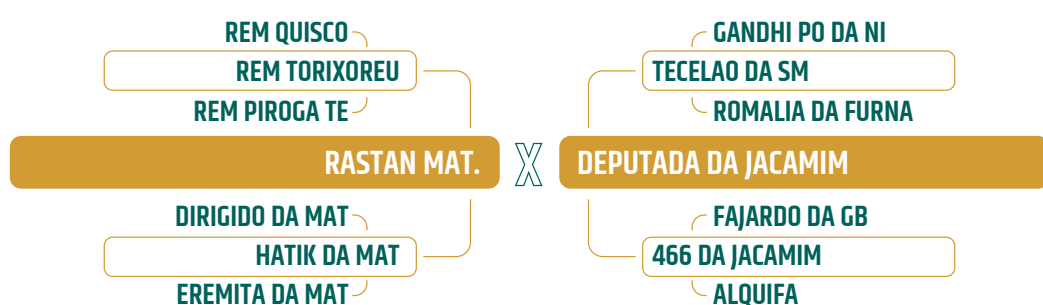 REM QUISCO
REM TORIXOREU
REM PIROGA TE
RASTAN MAT.
DIRIGIDO DA MAT
HATIK DA MAT
EREMITA DA MAT
X
GANDHI PO DA NI
TECELAO DA SM
ROMALIA DA FURNA
DEPUTADA DA JACAMIM
FAJARDO DA GB
466 DA JACAMIM
ALQUIFA